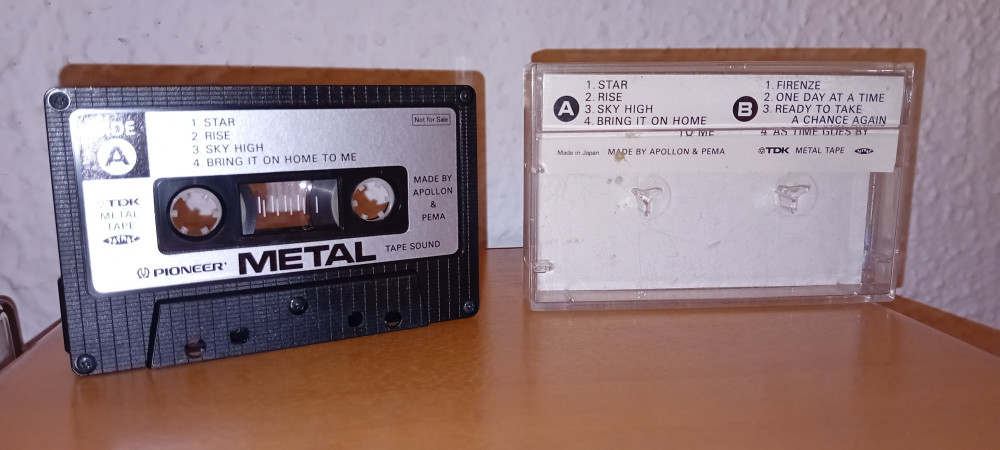 SIDE
A
1 STAR
2 RISE
3 SKY HIGH
4 BRING IT ON HOME TO ME
Not for Sale
TDK
METAL
TAPE
MADE BY
APOLLON
&
PEMA
PIONEER
METAL
TAPE SOUND
A
1. STAR
2. RISE
3. SKY HIGH
4. BRING IT ON HOME
TO ME
B
1. FIRENZE
2. ONE DAY AT A TIME
3. READY TO TAKE
A CHANCE AGAIN
4. AS TIME GOES BY
Made in Japan MADE BY APOLLON & PEMA
TDK METAL TAPE